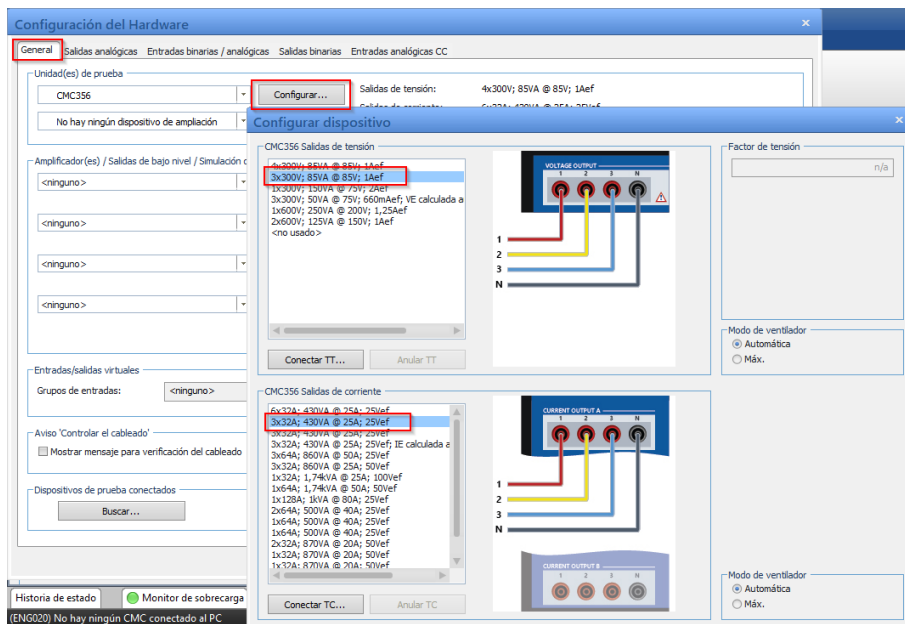 Configuración del Hardware
General
Salidas analógicas
Entradas binarias / analógicas
Salidas binarias
Entradas analógicas CC
Unidad(es) de prueba
CMC356
Configurar...
Salidas de tensión:
4x300V; 85VA @ 85V; 1Aef
No hay ningún dispositivo de ampliación
Amplificador(es) / Salidas de bajo nivel / Simulación
<ninguno>
<ninguno>
<ninguno>
<ninguno>
Entradas/salidas virtuales
Grupos de entradas:
<ninguno>
Aviso 'Controlar el cableado'
Mostrar mensaje para verificación del cableado
Dispositivos de prueba conectados
Buscar...
Historia de estado
Monitor de sobrecarga
(ENG020) No hay ningún CMC conectado al PC
Configurar dispositivo
CMC356 Salidas de tensión
4x300V; 85VA @ 85V; 1Aef
3x300V; 85VA @ 85V; 1Aef
1x300V; 150VA @ 75V; 2Aef
3x300V; 50VA @ 75V; 660mAef; VE calculada a
1x600V; 250VA @ 200V; 1,25Aef
2x600V; 125VA @ 150V; 1Aef
<no usado>
Conectar TT...
Anular TT
VOLTAGE OUTPUT
1 2 3 N
1
2
3
N
Factor de tensión
n/a
Modo de ventilador
Automática
Máx.
CMC356 Salidas de corriente
6x32A; 430VA @ 25A; 25Vef
3x32A; 430VA @ 25A; 25Vef
3x32A; 430VA @ 25A; 25Vef
3x32A; 430VA @ 25A; 25Vef; IE calculada a
3x64A; 860VA @ 50A; 25Vef
3x32A; 860VA @ 25A; 50Vef
1x32A; 1,74kVA @ 25A; 100Vef
1x64A; 1,74kVA @ 50A; 50Vef
1x128A; 1kVA @ 80A; 25Vef
2x64A; 500VA @ 40A; 25Vef
1x64A; 500VA @ 40A; 25Vef
1x64A; 500VA @ 40A; 25Vef
2x32A; 870VA @ 20A; 50Vef
1x32A; 870VA @ 20A; 50Vef
1x32A; 870VA @ 20A; 50Vef
Conectar TC...
Anular TC
CURRENT OUTPUT A
1 2 3 N
1
2
3
N
CURRENT OUTPUT B
1 2 3 N
Modo de ventilador
Automática
Máx.